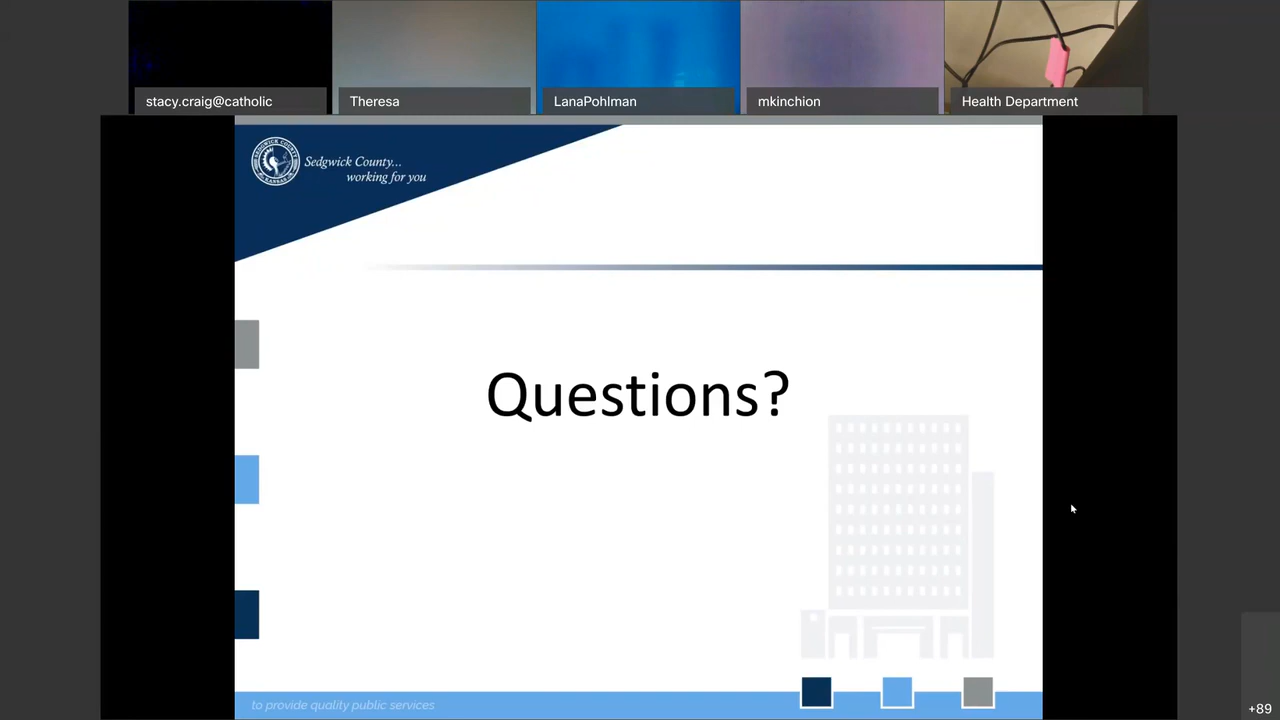 stacy.craig@catholic
Theresa
LanaPohlman
mkinchion
Health Department
Sedgwick County...
working for you
Questions?
to provide quality public services
+89